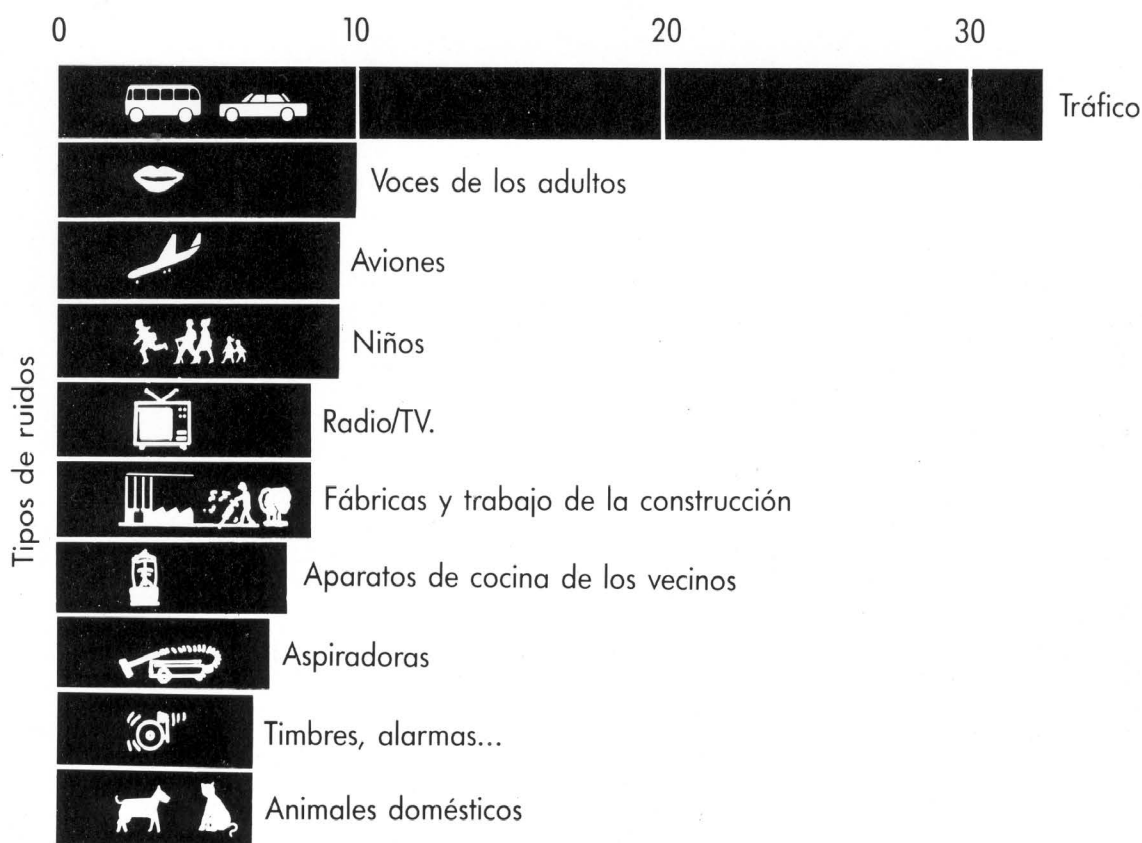 0 10 20 30
Tráfico
Voces de los adultos
Aviones
Niños
Radio/TV.
Fábricas y trabajo de la construcción
Aparatos de cocina de los vecinos
Aspiradoras
Timbres, alarmas...
Animales domésticos
Tipos de ruidos